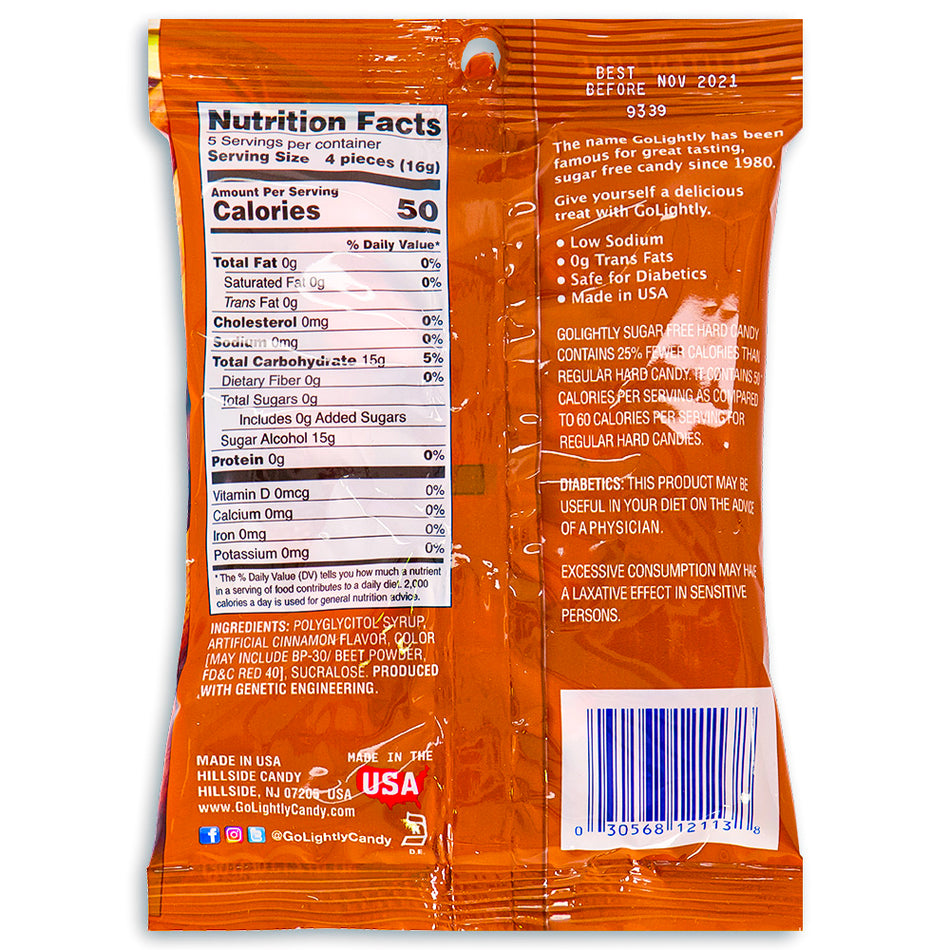 BEST
BEFORE NOV 2021
9339
Nutrition Facts
5 Servings per container
Serving Size 4 pieces (16g)
Amount Per Serving
Calories 50
% Daily Value*
Total Fat 0g 0%
Saturated Fat 0g 0%
Trans Fat 0g
Cholesterol 0mg 0%
Sodium 0mg 0%
Total Carbohydrate 15g 5%
Dietary Fiber 0g 0%
Total Sugars 0g
Includes 0g Added Sugars
Sugar Alcohol 15g
Protein 0g 0%
Vitamin D 0mcg 0%
Calcium 0mg 0%
Iron 0mg 0%
Potassium 0mg 0%
*The % Daily Value (DV) tells you how much a nutrient
in a serving of food contributes to a daily diet. 2,000
calories a day is used for general nutrition advice.
INGREDIENTS: POLYGLYCITOL SYRUP,
ARTIFICIAL CINNAMON FLAVOR, COLOR
[MAY INCLUDE BP-30/ BEET POWDER,
FD&C RED 40], SUCRALOSE. PRODUCED
WITH GENETIC ENGINEERING.
MADE IN USA
HILLSIDE CANDY
HILLSIDE, NJ 07205 USA
www.GoLightlyCandy.com
@GoLightlyCandy
MADE IN THE
USA
D.E.
The name GoLightly has been
famous for great tasting,
sugar free candy since 1980.
Give yourself a delicious
treat with GoLightly.
• Low Sodium
• 0g Trans Fats
• Safe for Diabetics
• Made in USA
GOLIGHTLY SUGAR FREE HARD CANDY
CONTAINS 25% FEWER CALORIES THAN
REGULAR HARD CANDY. IT CONTAINS 50
CALORIES PER SERVING AS COMPARED
TO 60 CALORIES PER SERVING FOR
REGULAR HARD CANDIES.
DIABETICS: THIS PRODUCT MAY BE
USEFUL IN YOUR DIET ON THE ADVICE
OF A PHYSICIAN.
EXCESSIVE CONSUMPTION MAY HAVE
A LAXATIVE EFFECT IN SENSITIVE
PERSONS.
0 30568 12113 8